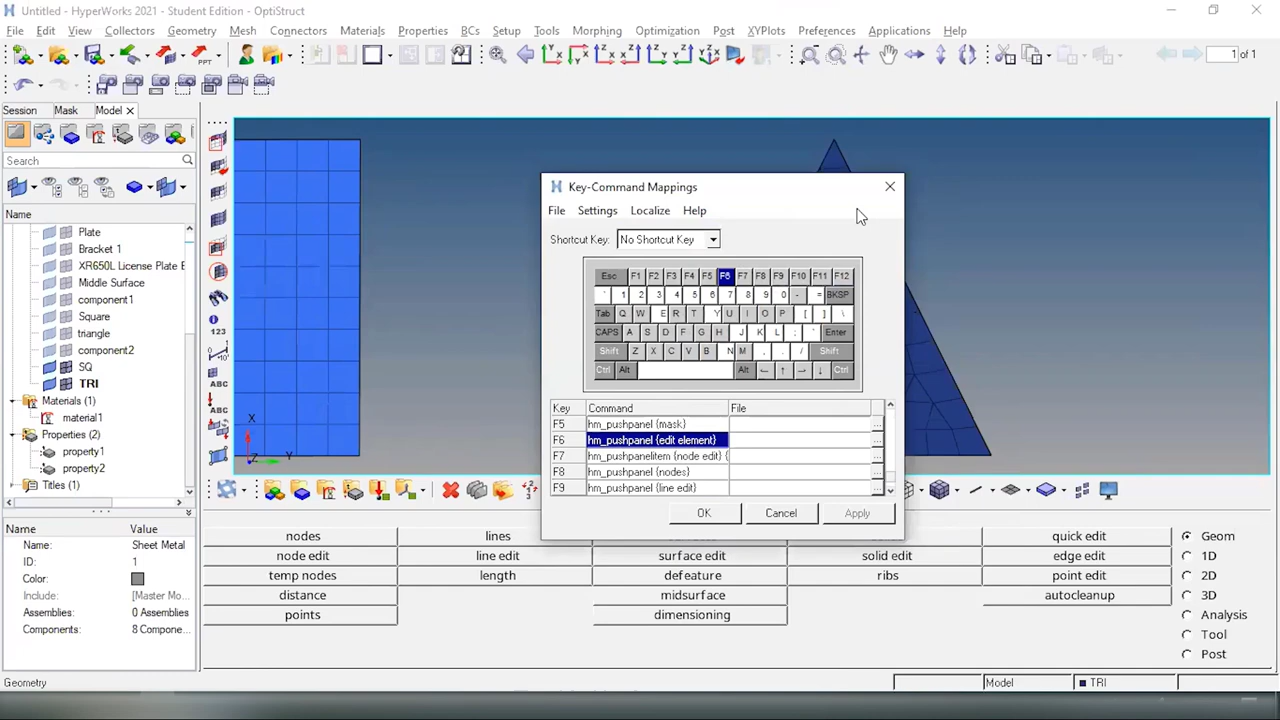 Untitled - HyperWorks 2021 - Student Edition - OptiStruct
File Edit View Collectors Geometry Mesh Connectors Materials Properties BCs Setup Tools Morphing Optimization Post XYPlots Preferences Applications Help
PPT
1 of 1
Session Mask Model
Search
Name
Plate
Bracket 1
XR650L License Plate E
Middle Surface
component1
Square
triangle
component2
SQ
TRI
Materials (1)
material1
Properties (2)
property1
property2
Titles (1)
Name Value
Name: Sheet Metal
ID: 1
Color:
Include: [Master Mo...
Assemblies: 0 Assemblies
Components: 8 Compone...
123
ABC
ABC
X
Z Y
Key-Command Mappings
File Settings Localize Help
Shortcut Key: No Shortcut Key
Esc F1 F2 F3 F4 F5 F6 F7 F8 F9 F10 F11 F12
` 1 2 3 4 5 6 7 8 9 0 - = BKSP
Tab Q W E R T Y U I O P [ ] \
CAPS A S D F G H J K L : ' Enter
Shift Z X C V B N M , . / Shift
Ctrl Alt Alt ← ↑ → ↓ Ctrl
Key Command File
F5 hm_pushpanel {mask}
F6 hm_pushpanel {edit element}
F7 hm_pushpanelitem {node edit} {
F8 hm_pushpanel {nodes}
F9 hm_pushpanel {line edit}
OK Cancel Apply
nodes lines quick edit Geom
node edit line edit surface edit solid edit edge edit 1D
temp nodes length defeature ribs point edit 2D
distance midsurface autocleanup 3D
points dimensioning Analysis
Tool
Post
Geometry Model TRI